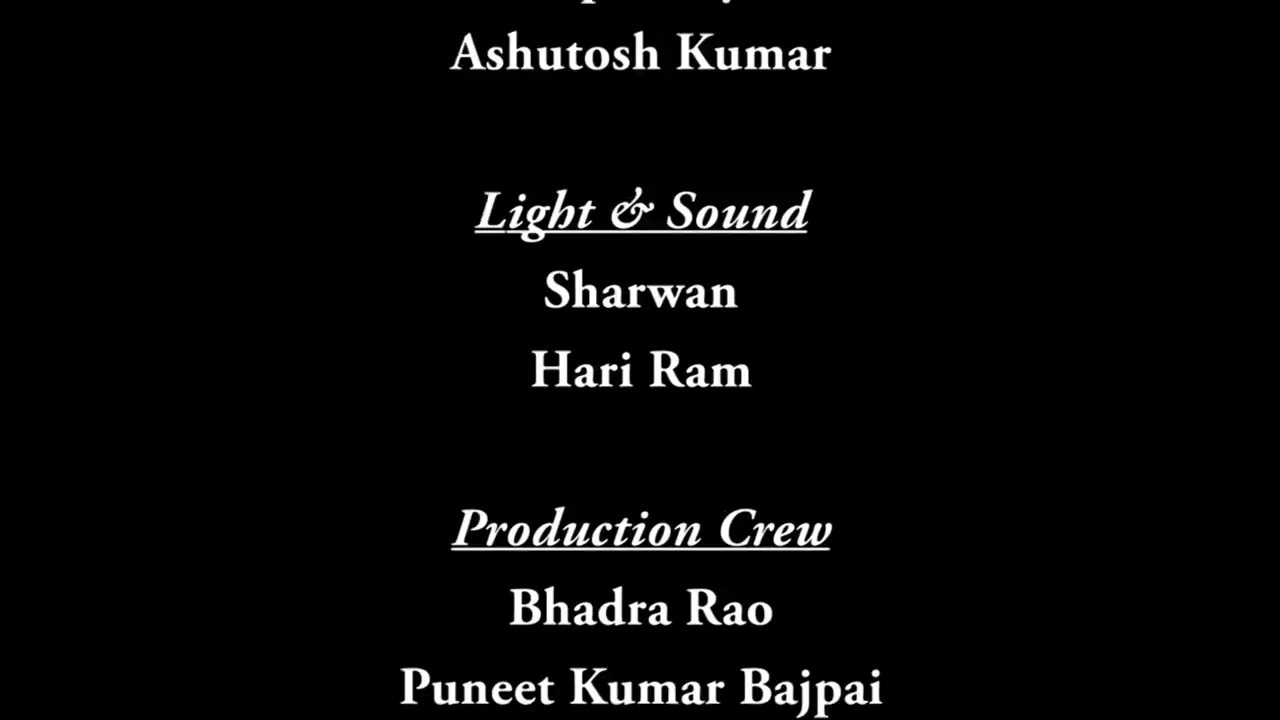 Ashutosh Kumar
Light & Sound
Sharwan
Hari Ram
Production Crew
Bhadra Rao
Puneet Kumar Bajpai